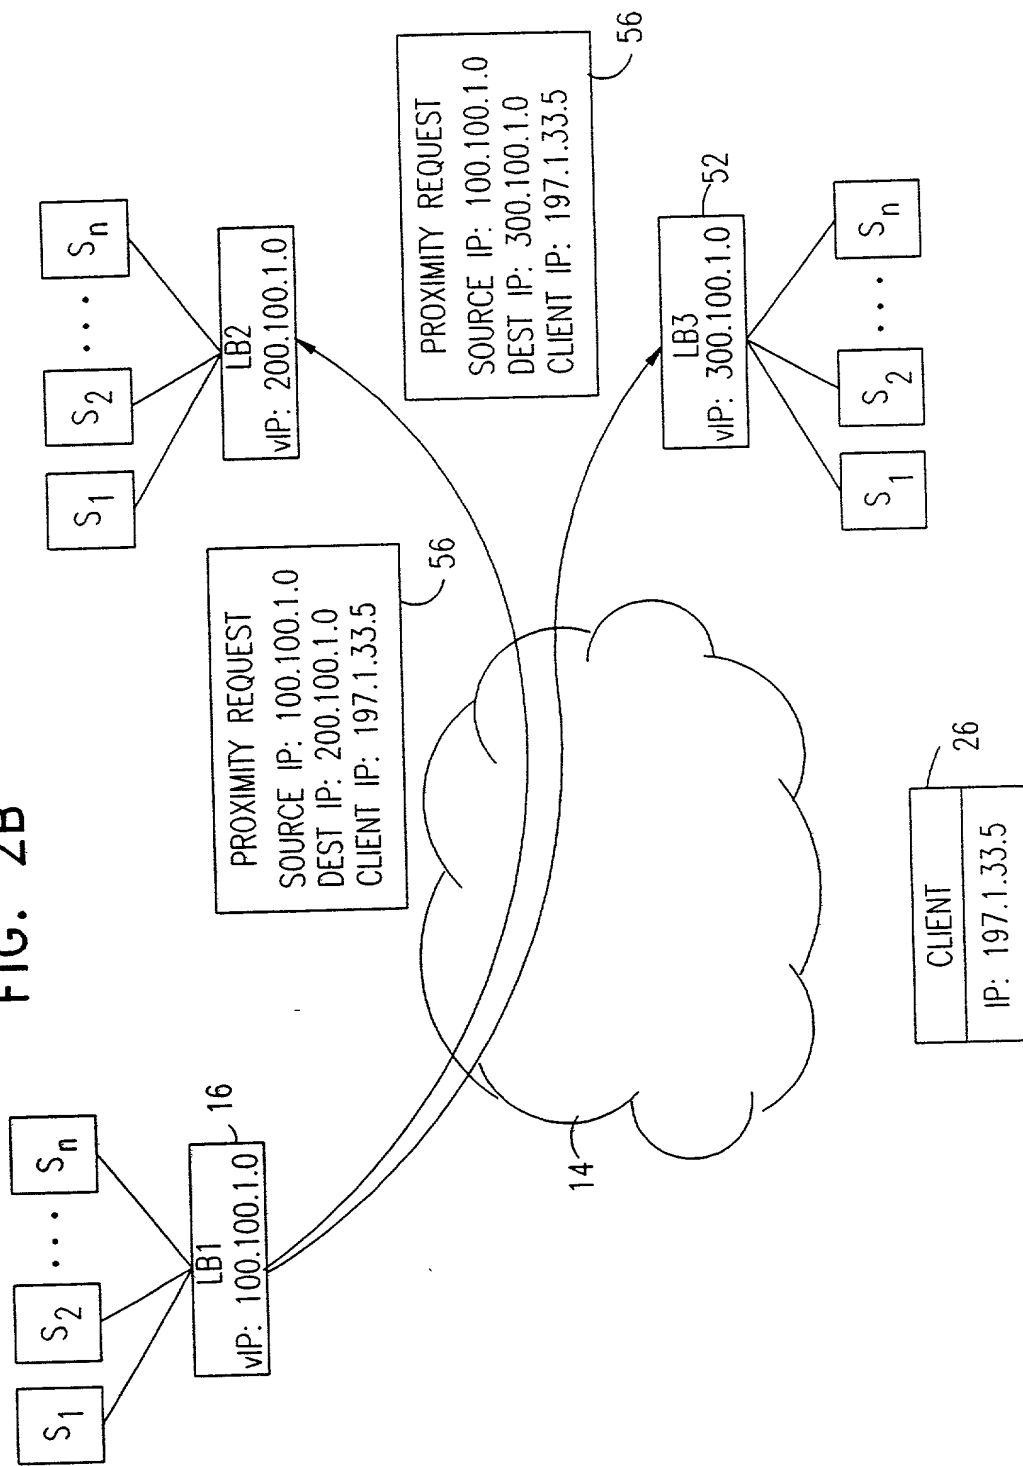 FIG. 2B
S1
S2
Sn
LB1
vIP: 100.100.1.0
16
PROXIMITY REQUEST
SOURCE IP: 100.100.1.0
DEST IP: 200.100.1.0
CLIENT IP: 197.1.33.5
56
S1
S2
Sn
LB2
vIP: 200.100.1.0
PROXIMITY REQUEST
SOURCE IP: 100.100.1.0
DEST IP: 300.100.1.0
CLIENT IP: 197.1.33.5
56
14
LB3
vIP: 300.100.1.0
52
S1
S2
Sn
CLIENT
IP: 197.1.33.5
26